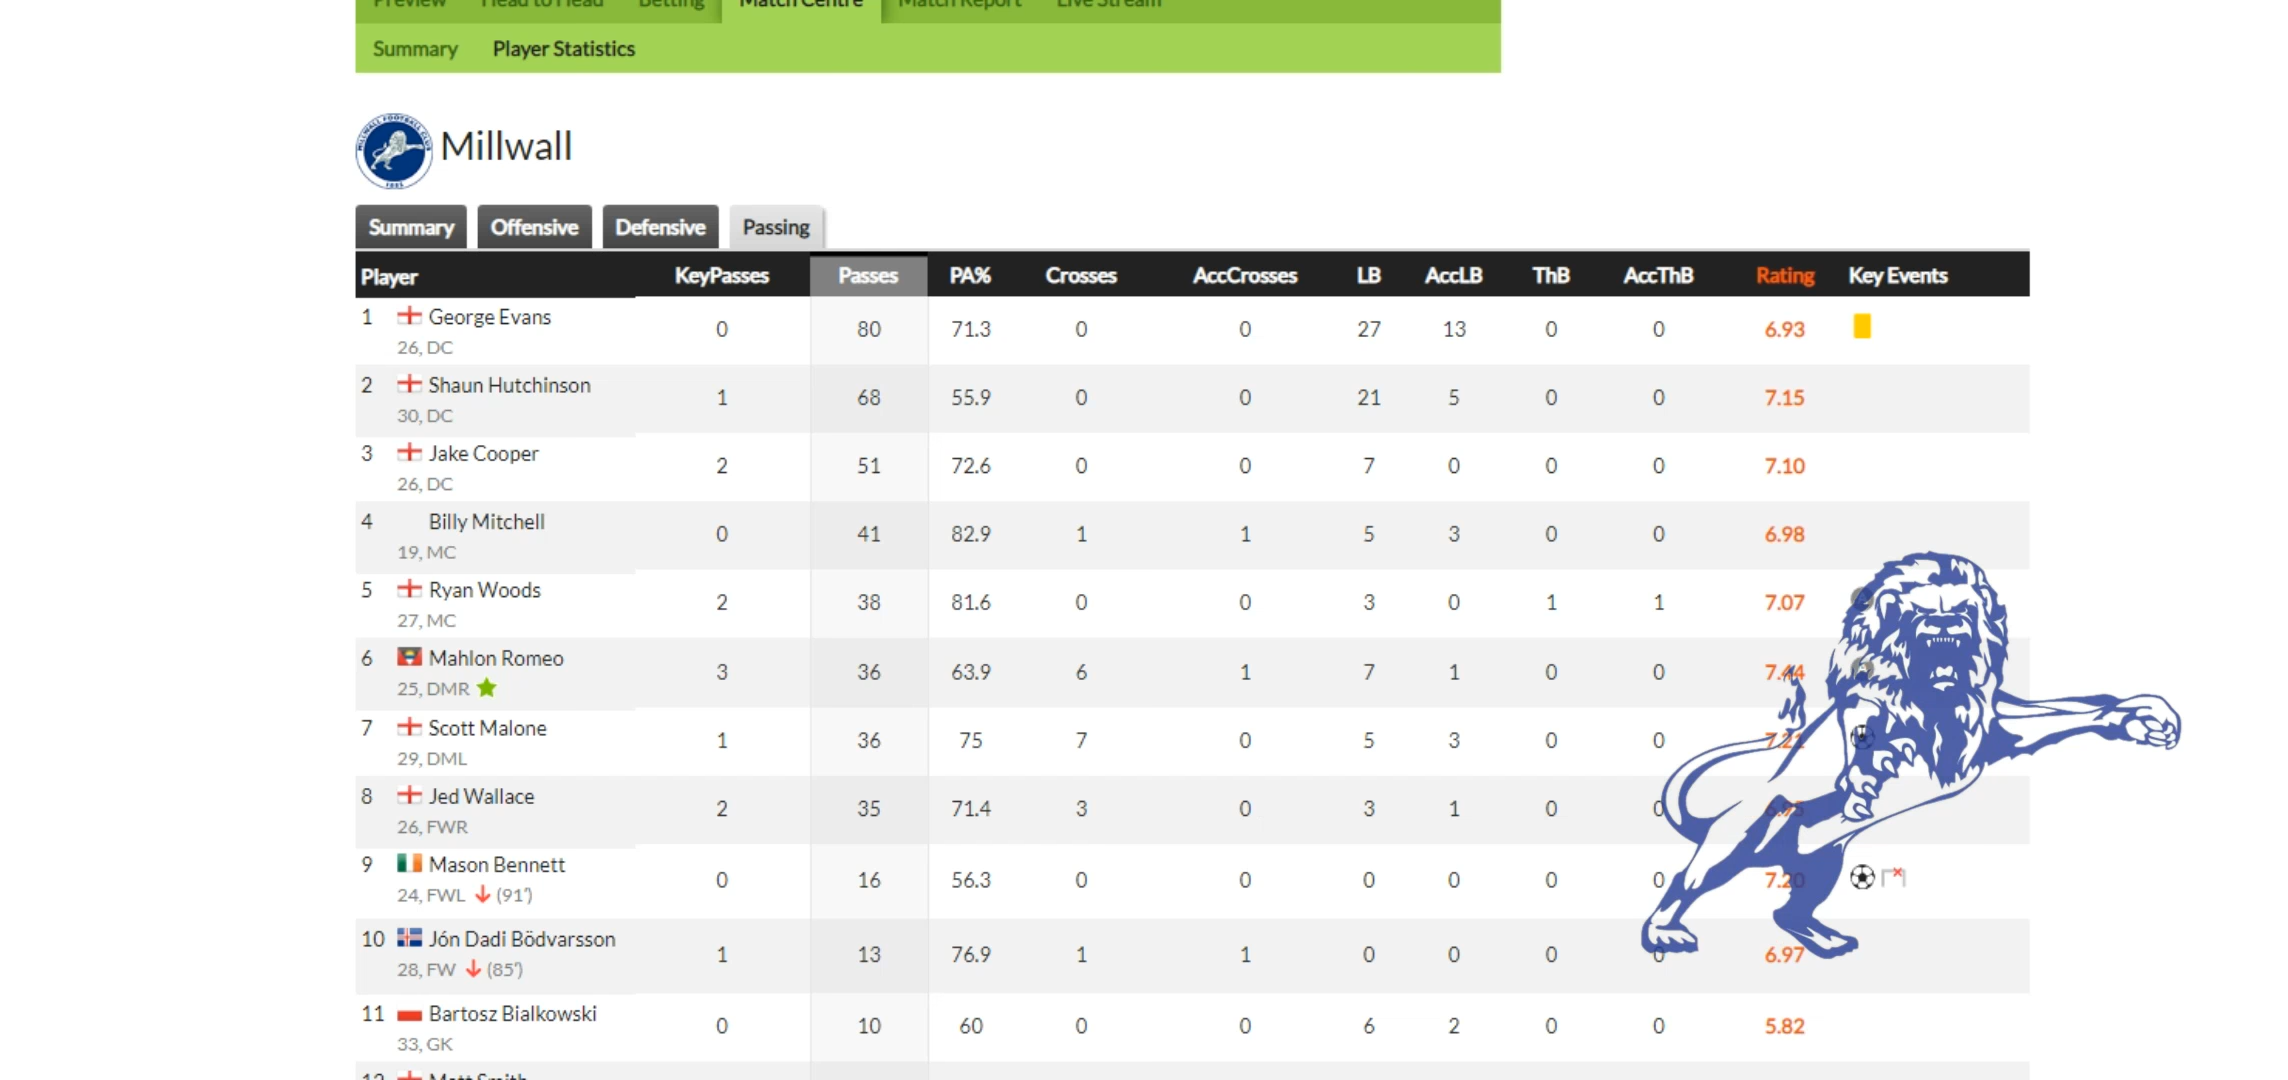 Preview Head to Head Betting Match Centre Match Report Live Stream
Summary Player Statistics
MILLWALL FOOTBALL CLUB
1885
Millwall
Summary Offensive Defensive Passing
Player KeyPasses Passes PA% Crosses AccCrosses LB AccLB ThB AccThB Rating Key Events
1 George Evans 0 80 71.3 0 0 27 13 0 0 6.93
26, DC
2 Shaun Hutchinson 1 68 55.9 0 0 21 5 0 0 7.15
30, DC
3 Jake Cooper 2 51 72.6 0 0 7 0 0 0 7.10
26, DC
4 Billy Mitchell 0 41 82.9 1 1 5 3 0 0 6.98
19, MC
5 Ryan Woods 2 38 81.6 0 0 3 0 1 1 7.07
27, MC
6 Mahlon Romeo 3 36 63.9 6 1 7 1 0 0 7.44
25, DMR
7 Scott Malone 1 36 75 7 0 5 3 0 0 7.21
29, DML
8 Jed Wallace 2 35 71.4 3 0 3 1 0 0 6.95
26, FWR
9 Mason Bennett 0 16 56.3 0 0 0 0 0 0 7.20
24, FWL (91')
10 Jón Dadi Bödvarsson 1 13 76.9 1 1 0 0 0 0 6.97
28, FW (85')
11 Bartosz Bialkowski 0 10 60 0 0 6 2 0 0 5.82
33, GK
12 Matt Smith